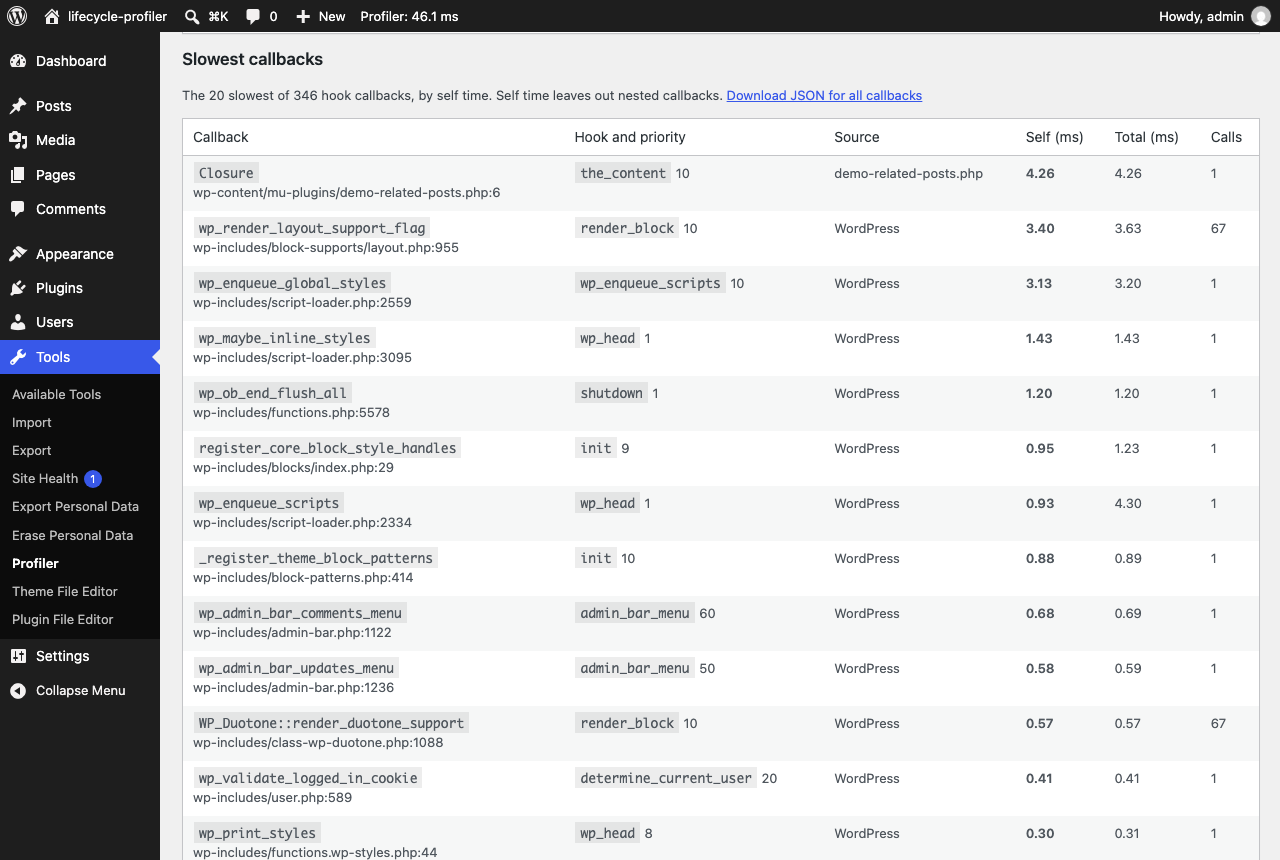 lifecycle-profiler ⌘K 0 New Profiler: 46.1 ms Howdy, admin
Dashboard
Posts
Media
Pages
Comments
Appearance
Plugins
Users
Tools
Available Tools
Import
Export
Site Health 1
Export Personal Data
Erase Personal Data
Profiler
Theme File Editor
Plugin File Editor
Settings
Collapse Menu
Slowest callbacks
The 20 slowest of 346 hook callbacks, by self time. Self time leaves out nested callbacks. Download JSON for all callbacks
Callback Hook and priority Source Self (ms) Total (ms) Calls
Closure the_content 10 demo-related-posts.php 4.26 4.26 1
wp-content/mu-plugins/demo-related-posts.php:6
wp_render_layout_support_flag render_block 10 WordPress 3.40 3.63 67
wp-includes/block-supports/layout.php:955
wp_enqueue_global_styles wp_enqueue_scripts 10 WordPress 3.13 3.20 1
wp-includes/script-loader.php:2559
wp_maybe_inline_styles wp_head 1 WordPress 1.43 1.43 1
wp-includes/script-loader.php:3095
wp_ob_end_flush_all shutdown 1 WordPress 1.20 1.20 1
wp-includes/functions.php:5578
register_core_block_style_handles init 9 WordPress 0.95 1.23 1
wp-includes/blocks/index.php:29
wp_enqueue_scripts wp_head 1 WordPress 0.93 4.30 1
wp-includes/script-loader.php:2334
_register_theme_block_patterns init 10 WordPress 0.88 0.89 1
wp-includes/block-patterns.php:414
wp_admin_bar_comments_menu admin_bar_menu 60 WordPress 0.68 0.69 1
wp-includes/admin-bar.php:1122
wp_admin_bar_updates_menu admin_bar_menu 50 WordPress 0.58 0.59 1
wp-includes/admin-bar.php:1236
WP_Duotone::render_duotone_support render_block 10 WordPress 0.57 0.57 67
wp-includes/class-wp-duotone.php:1088
wp_validate_logged_in_cookie determine_current_user 20 WordPress 0.41 0.41 1
wp-includes/user.php:589
wp_print_styles wp_head 8 WordPress 0.30 0.31 1
wp-includes/functions.wp-styles.php:44